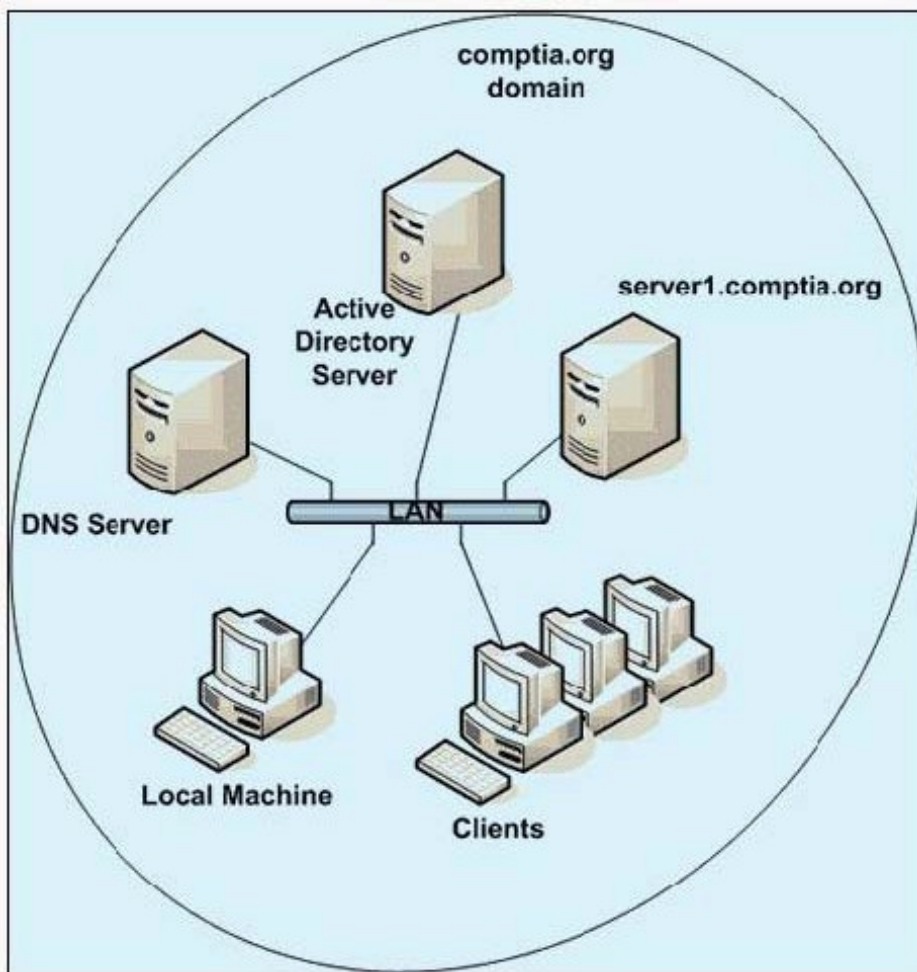 comptia.org
domain
Active
Directory
Server
server1.comptia.org
DNS Server
LAN
Local Machine
Clients